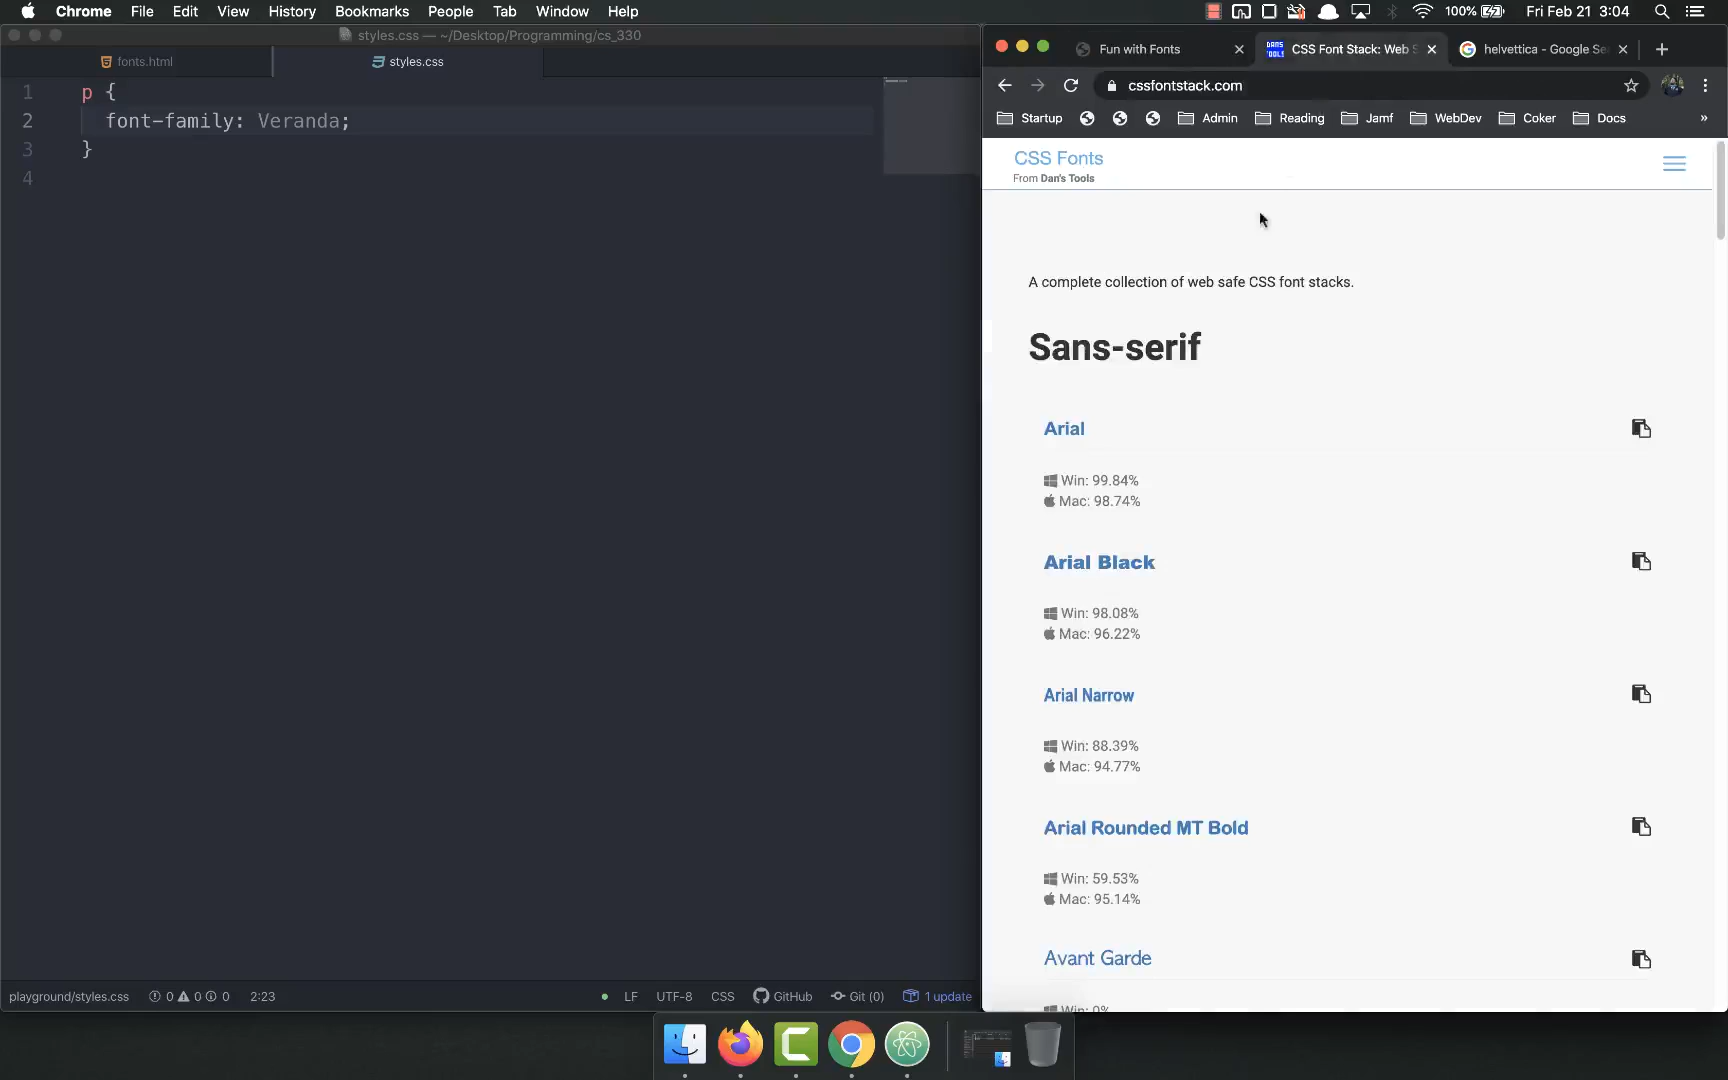 Chrome File Edit View History Bookmarks People Tab Window Help 100% Fri Feb 21 3:04
styles.css — ~/Desktop/Programming/cs_330
fonts.html styles.css
1 p {
2 font-family: Veranda;
3 }
4
playground/styles.css 0 0 0 2:23 LF UTF-8 CSS GitHub Git (0) 1 update
Fun with Fonts CSS Font Stack: Web S helvettica - Google Se
cssfontstack.com
Startup Admin Reading Jamf WebDev Coker Docs »
CSS Fonts
From Dan's Tools
A complete collection of web safe CSS font stacks.
Sans-serif
Arial
Win: 99.84%
Mac: 98.74%
Arial Black
Win: 98.08%
Mac: 96.22%
Arial Narrow
Win: 88.39%
Mac: 94.77%
Arial Rounded MT Bold
Win: 59.53%
Mac: 95.14%
Avant Garde
Win: 0%